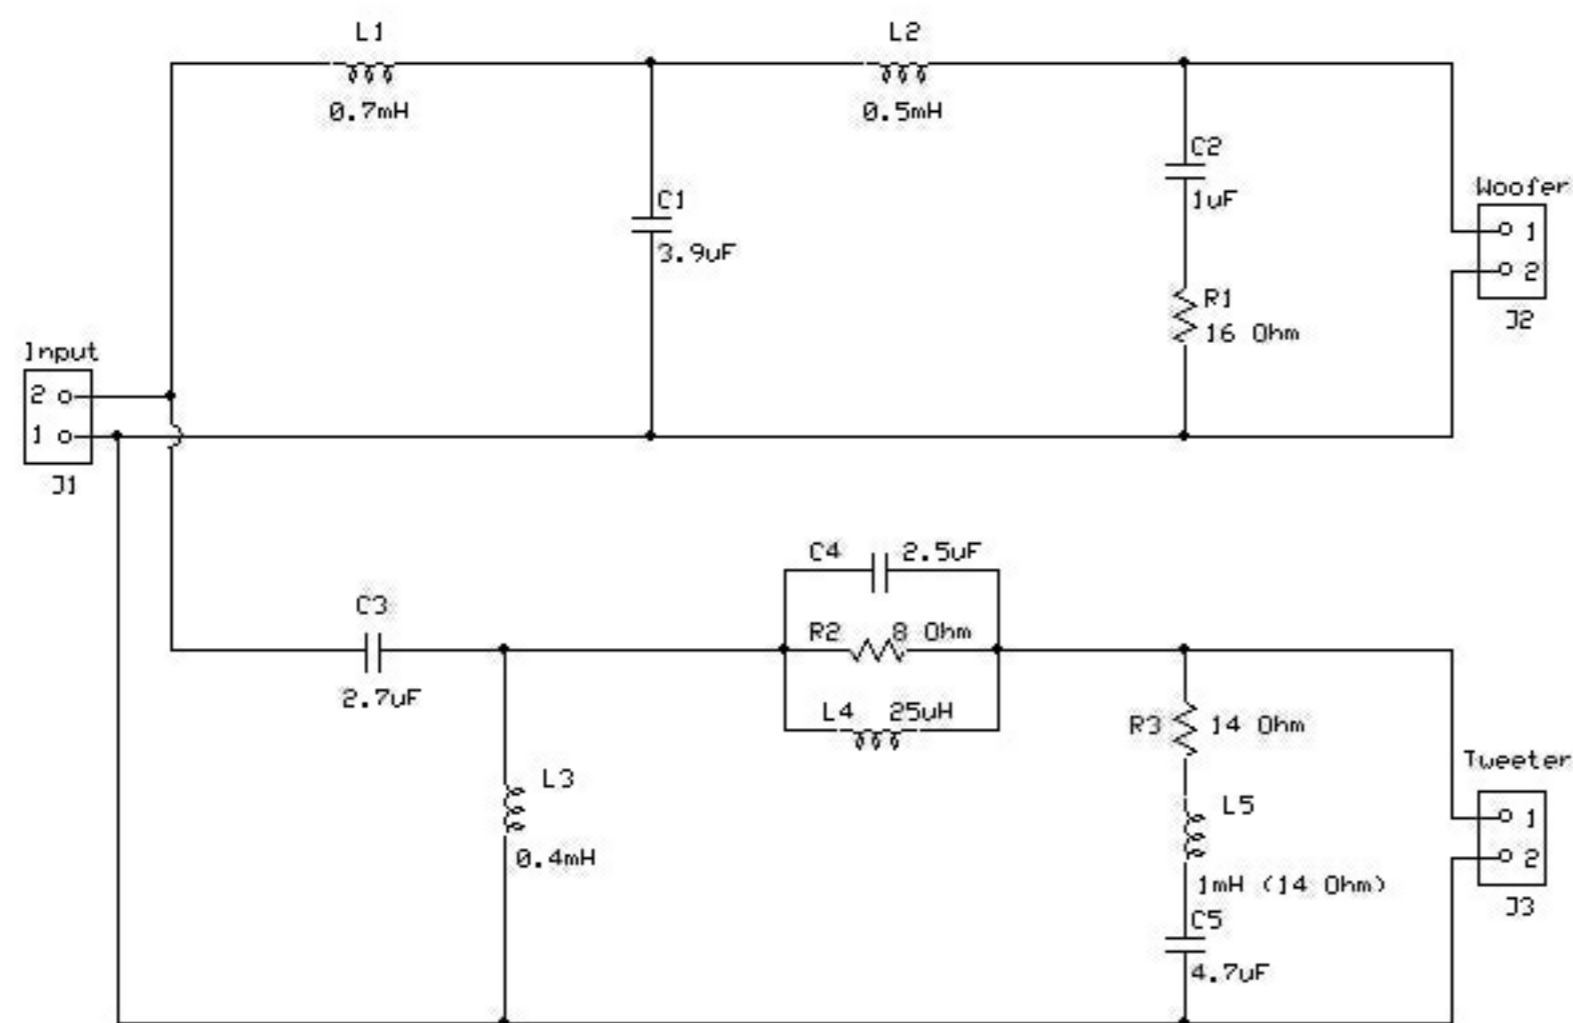 L1
0.7mH
L2
0.5mH
C2
1uF
C1
3.9uF
Woofer
1
2
J2
R1
16 Ohm
Input
2
1
J1
C4 2.5uF
R2 8 Ohm
L4 25uH
C3
2.7uF
R3 14 Ohm
L3
0.4mH
L5
1mH (14 Ohm)
C5
4.7uF
Tweeter
1
2
J3